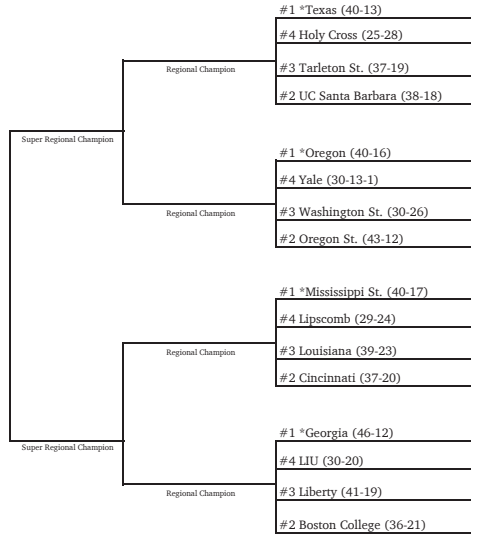 #1 *Texas (40-13)
#4 Holy Cross (25-28)
#3 Tarleton St. (37-19)
#2 UC Santa Barbara (38-18)
Regional Champion
Super Regional Champion
#1 *Oregon (40-16)
#4 Yale (30-13-1)
#3 Washington St. (30-26)
#2 Oregon St. (43-12)
Regional Champion
#1 *Mississippi St. (40-17)
#4 Lipscomb (29-24)
#3 Louisiana (39-23)
#2 Cincinnati (37-20)
Regional Champion
Super Regional Champion
#1 *Georgia (46-12)
#4 LIU (30-20)
#3 Liberty (41-19)
#2 Boston College (36-21)
Regional Champion